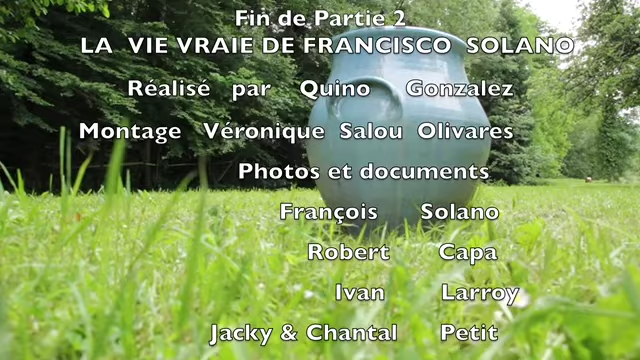 Fin de Partie 2
LA VIE VRAIE DE FRANCISCO SOLANO
Réalisé par Quino Gonzalez
Montage Véronique Salou Olivares
Photos et documents
François Solano
Robert Capa
Ivan Larroy
Jacky & Chantal Petit